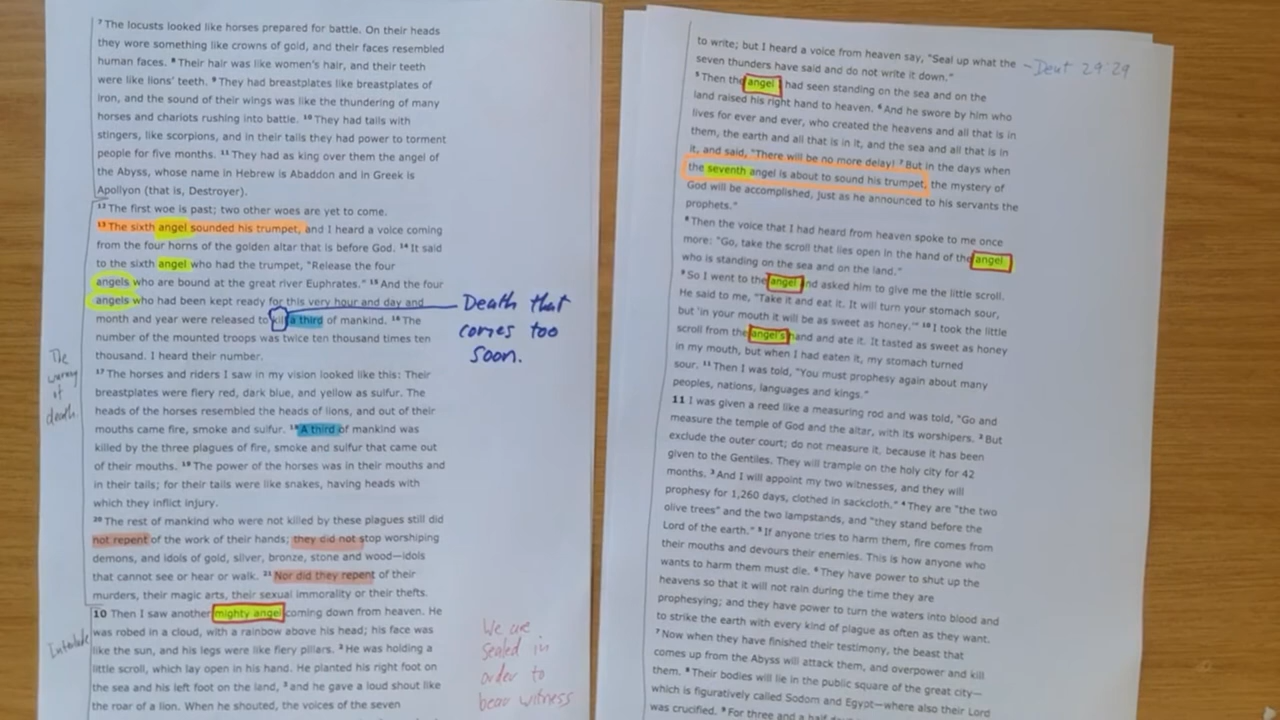 ⁷ The locusts looked like horses prepared for battle. On their heads
they wore something like crowns of gold, and their faces resembled
human faces. ⁸ Their hair was like women's hair, and their teeth
were like lions' teeth. ⁹ They had breastplates like breastplates of
iron, and the sound of their wings was like the thundering of many
horses and chariots rushing into battle. ¹⁰ They had tails with
stingers, like scorpions, and in their tails they had power to torment
people for five months. ¹¹ They had as king over them the angel of
the Abyss, whose name in Hebrew is Abaddon and in Greek is
Apollyon (that is, Destroyer).
¹² The first woe is past; two other woes are yet to come.
¹³ The sixth angel sounded his trumpet, and I heard a voice coming
from the four horns of the golden altar that is before God. ¹⁴ It said
to the sixth angel who had the trumpet, "Release the four
angels who are bound at the great river Euphrates." ¹⁵ And the four
angels who had been kept ready for this very hour and day and
month and year were released to kill a third of mankind. ¹⁶ The
number of the mounted troops was twice ten thousand times ten
thousand. I heard their number.
¹⁷ The horses and riders I saw in my vision looked like this: Their
breastplates were fiery red, dark blue, and yellow as sulfur. The
heads of the horses resembled the heads of lions, and out of their
mouths came fire, smoke and sulfur. ¹⁸ A third of mankind was
killed by the three plagues of fire, smoke and sulfur that came out
of their mouths. ¹⁹ The power of the horses was in their mouths and
in their tails; for their tails were like snakes, having heads with
which they inflict injury.
²⁰ The rest of mankind who were not killed by these plagues still did
not repent of the work of their hands; they did not stop worshiping
demons, and idols of gold, silver, bronze, stone and wood—idols
that cannot see or hear or walk. ²¹ Nor did they repent of their
murders, their magic arts, their sexual immorality or their thefts.
10 Then I saw another mighty angel coming down from heaven. He
was robed in a cloud, with a rainbow above his head; his face was
like the sun, and his legs were like fiery pillars. ² He was holding a
little scroll, which lay open in his hand. He planted his right foot on
the sea and his left foot on the land, ³ and he gave a loud shout like
the roar of a lion. When he shouted, the voices of the seven
The
of
death
Interlude
Death that
comes too
soon.
We are
sealed in
order to
bear witness
to write; but I heard a voice from heaven say, "Seal up what the
seven thunders have said and do not write it down."
~Deut 29:29
⁵ Then the angel I had seen standing on the sea and on the
land raised his right hand to heaven. ⁶ And he swore by him who
lives for ever and ever, who created the heavens and all that is in
them, the earth and all that is in it, and the sea and all that is in
it, and said, "There will be no more delay! ⁷ But in the days when
the seventh angel is about to sound his trumpet, the mystery of
God will be accomplished, just as he announced to his servants the
prophets."
⁸ Then the voice that I had heard from heaven spoke to me once
more: "Go, take the scroll that lies open in the hand of the angel
who is standing on the sea and on the land."
⁹ So I went to the angel and asked him to give me the little scroll.
He said to me, "Take it and eat it. It will turn your stomach sour,
but 'in your mouth it will be as sweet as honey.'" ¹⁰ I took the little
scroll from the angel's hand and ate it. It tasted as sweet as honey
in my mouth, but when I had eaten it, my stomach turned
sour. ¹¹ Then I was told, "You must prophesy again about many
peoples, nations, languages and kings."
11 I was given a reed like a measuring rod and was told, "Go and
measure the temple of God and the altar, with its worshipers. ² But
exclude the outer court; do not measure it, because it has been
given to the Gentiles. They will trample on the holy city for 42
months. ³ And I will appoint my two witnesses, and they will
prophesy for 1,260 days, clothed in sackcloth." ⁴ They are "the two
olive trees" and the two lampstands, and "they stand before the
Lord of the earth." ⁵ If anyone tries to harm them, fire comes from
their mouths and devours their enemies. This is how anyone who
wants to harm them must die. ⁶ They have power to shut up the
heavens so that it will not rain during the time they are
prophesying; and they have power to turn the waters into blood and
to strike the earth with every kind of plague as often as they want.
⁷ Now when they have finished their testimony, the beast that
comes up from the Abyss will attack them, and overpower and kill
them. ⁸ Their bodies will lie in the public square of the great city—
which is figuratively called Sodom and Egypt—where also their Lord
was crucified. ⁹ For three and a half